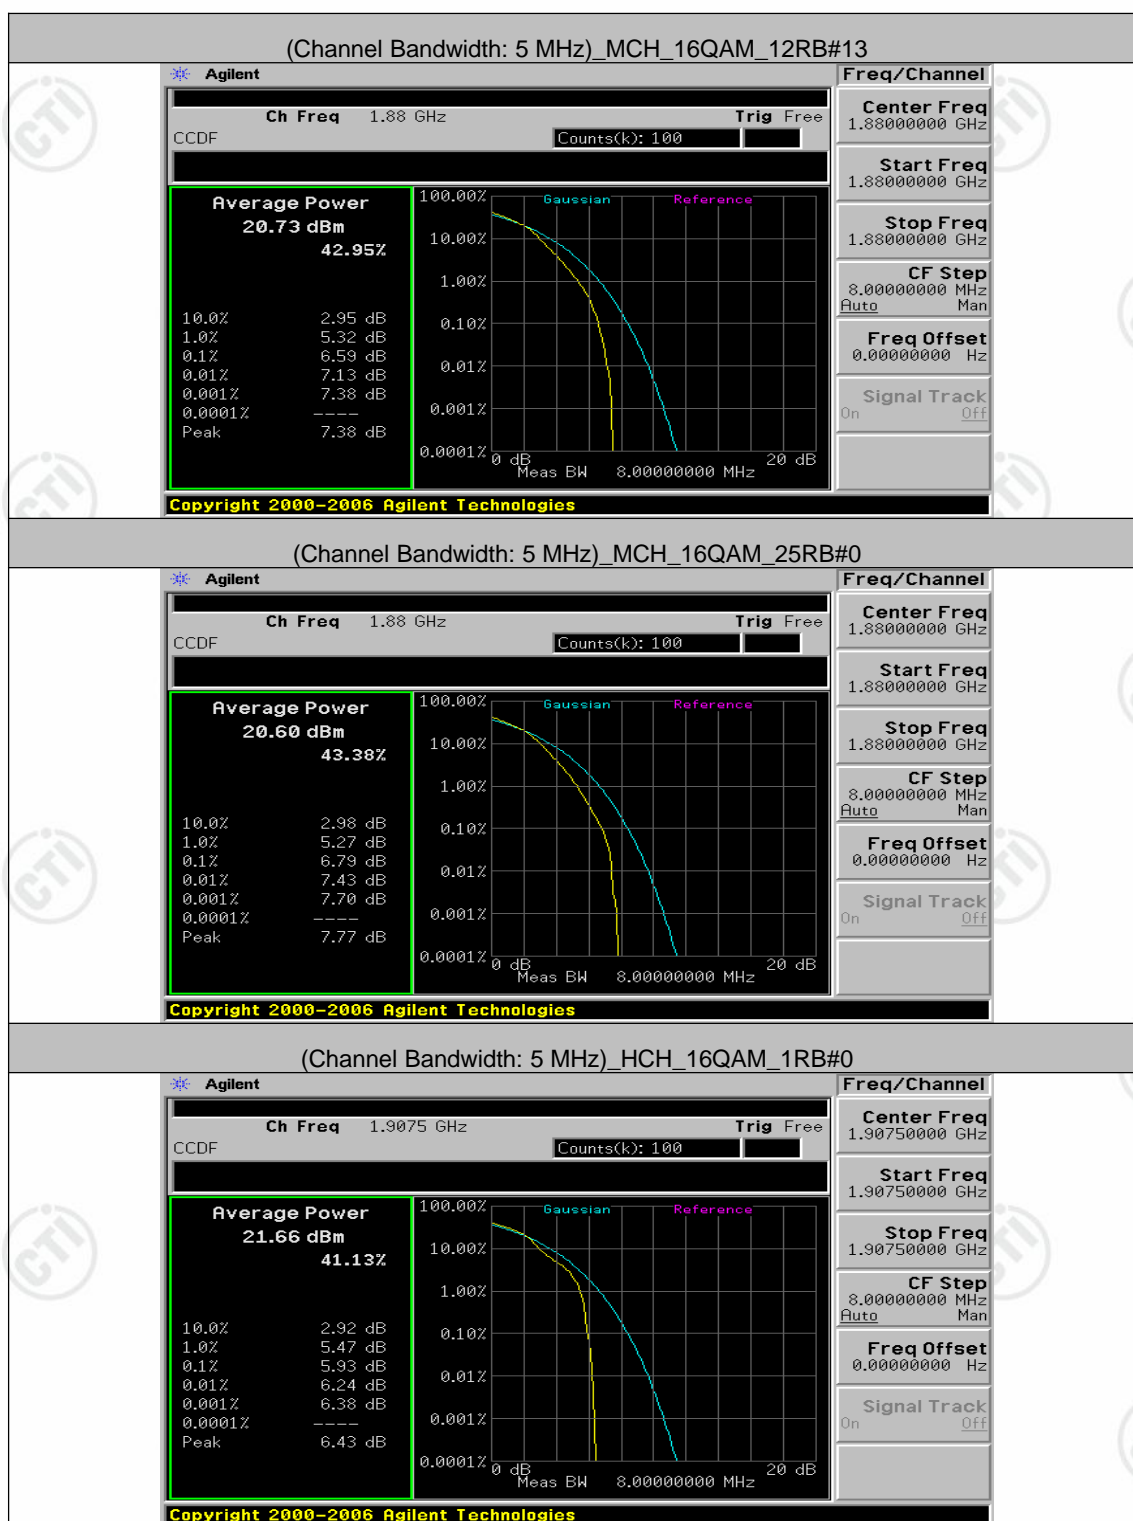 (Channel Bandwidth: 5 MHz)_MCH_16QAM_12RB#13
Agilent
Freq/Channel
Ch Freq 1.88 GHz Trig Free
CCDF Counts(k): 100
Center Freq
1.88000000 GHz
Start Freq
1.88000000 GHz
Stop Freq
1.88000000 GHz
CF Step
8.00000000 MHz
Auto Man
Freq Offset
0.00000000 Hz
Signal Track
On Off
Average Power
20.73 dBm
42.95%
10.0% 2.95 dB
1.0% 5.32 dB
0.1% 6.59 dB
0.01% 7.13 dB
0.001% 7.38 dB
0.0001% ----
Peak 7.38 dB
Gaussian Reference
100.00%
10.00%
1.00%
0.10%
0.01%
0.001%
0.0001%
0 dB 20 dB
Meas BW 8.00000000 MHz
Copyright 2000-2006 Agilent Technologies
(Channel Bandwidth: 5 MHz)_MCH_16QAM_25RB#0
Agilent
Freq/Channel
Ch Freq 1.88 GHz Trig Free
CCDF Counts(k): 100
Center Freq
1.88000000 GHz
Start Freq
1.88000000 GHz
Stop Freq
1.88000000 GHz
CF Step
8.00000000 MHz
Auto Man
Freq Offset
0.00000000 Hz
Signal Track
On Off
Average Power
20.60 dBm
43.38%
10.0% 2.98 dB
1.0% 5.27 dB
0.1% 6.79 dB
0.01% 7.43 dB
0.001% 7.70 dB
0.0001% ----
Peak 7.77 dB
Gaussian Reference
100.00%
10.00%
1.00%
0.10%
0.01%
0.001%
0.0001%
0 dB 20 dB
Meas BW 8.00000000 MHz
Copyright 2000-2006 Agilent Technologies
(Channel Bandwidth: 5 MHz)_HCH_16QAM_1RB#0
Agilent
Freq/Channel
Ch Freq 1.9075 GHz Trig Free
CCDF Counts(k): 100
Center Freq
1.90750000 GHz
Start Freq
1.90750000 GHz
Stop Freq
1.90750000 GHz
CF Step
8.00000000 MHz
Auto Man
Freq Offset
0.00000000 Hz
Signal Track
On Off
Average Power
21.66 dBm
41.13%
10.0% 2.92 dB
1.0% 5.47 dB
0.1% 5.93 dB
0.01% 6.24 dB
0.001% 6.38 dB
0.0001% ----
Peak 6.43 dB
Gaussian Reference
100.00%
10.00%
1.00%
0.10%
0.01%
0.001%
0.0001%
0 dB 20 dB
Meas BW 8.00000000 MHz
Copyright 2000-2006 Agilent Technologies
CTI
CTI
CTI
CTI
CTI
CTI
CTI
CTI